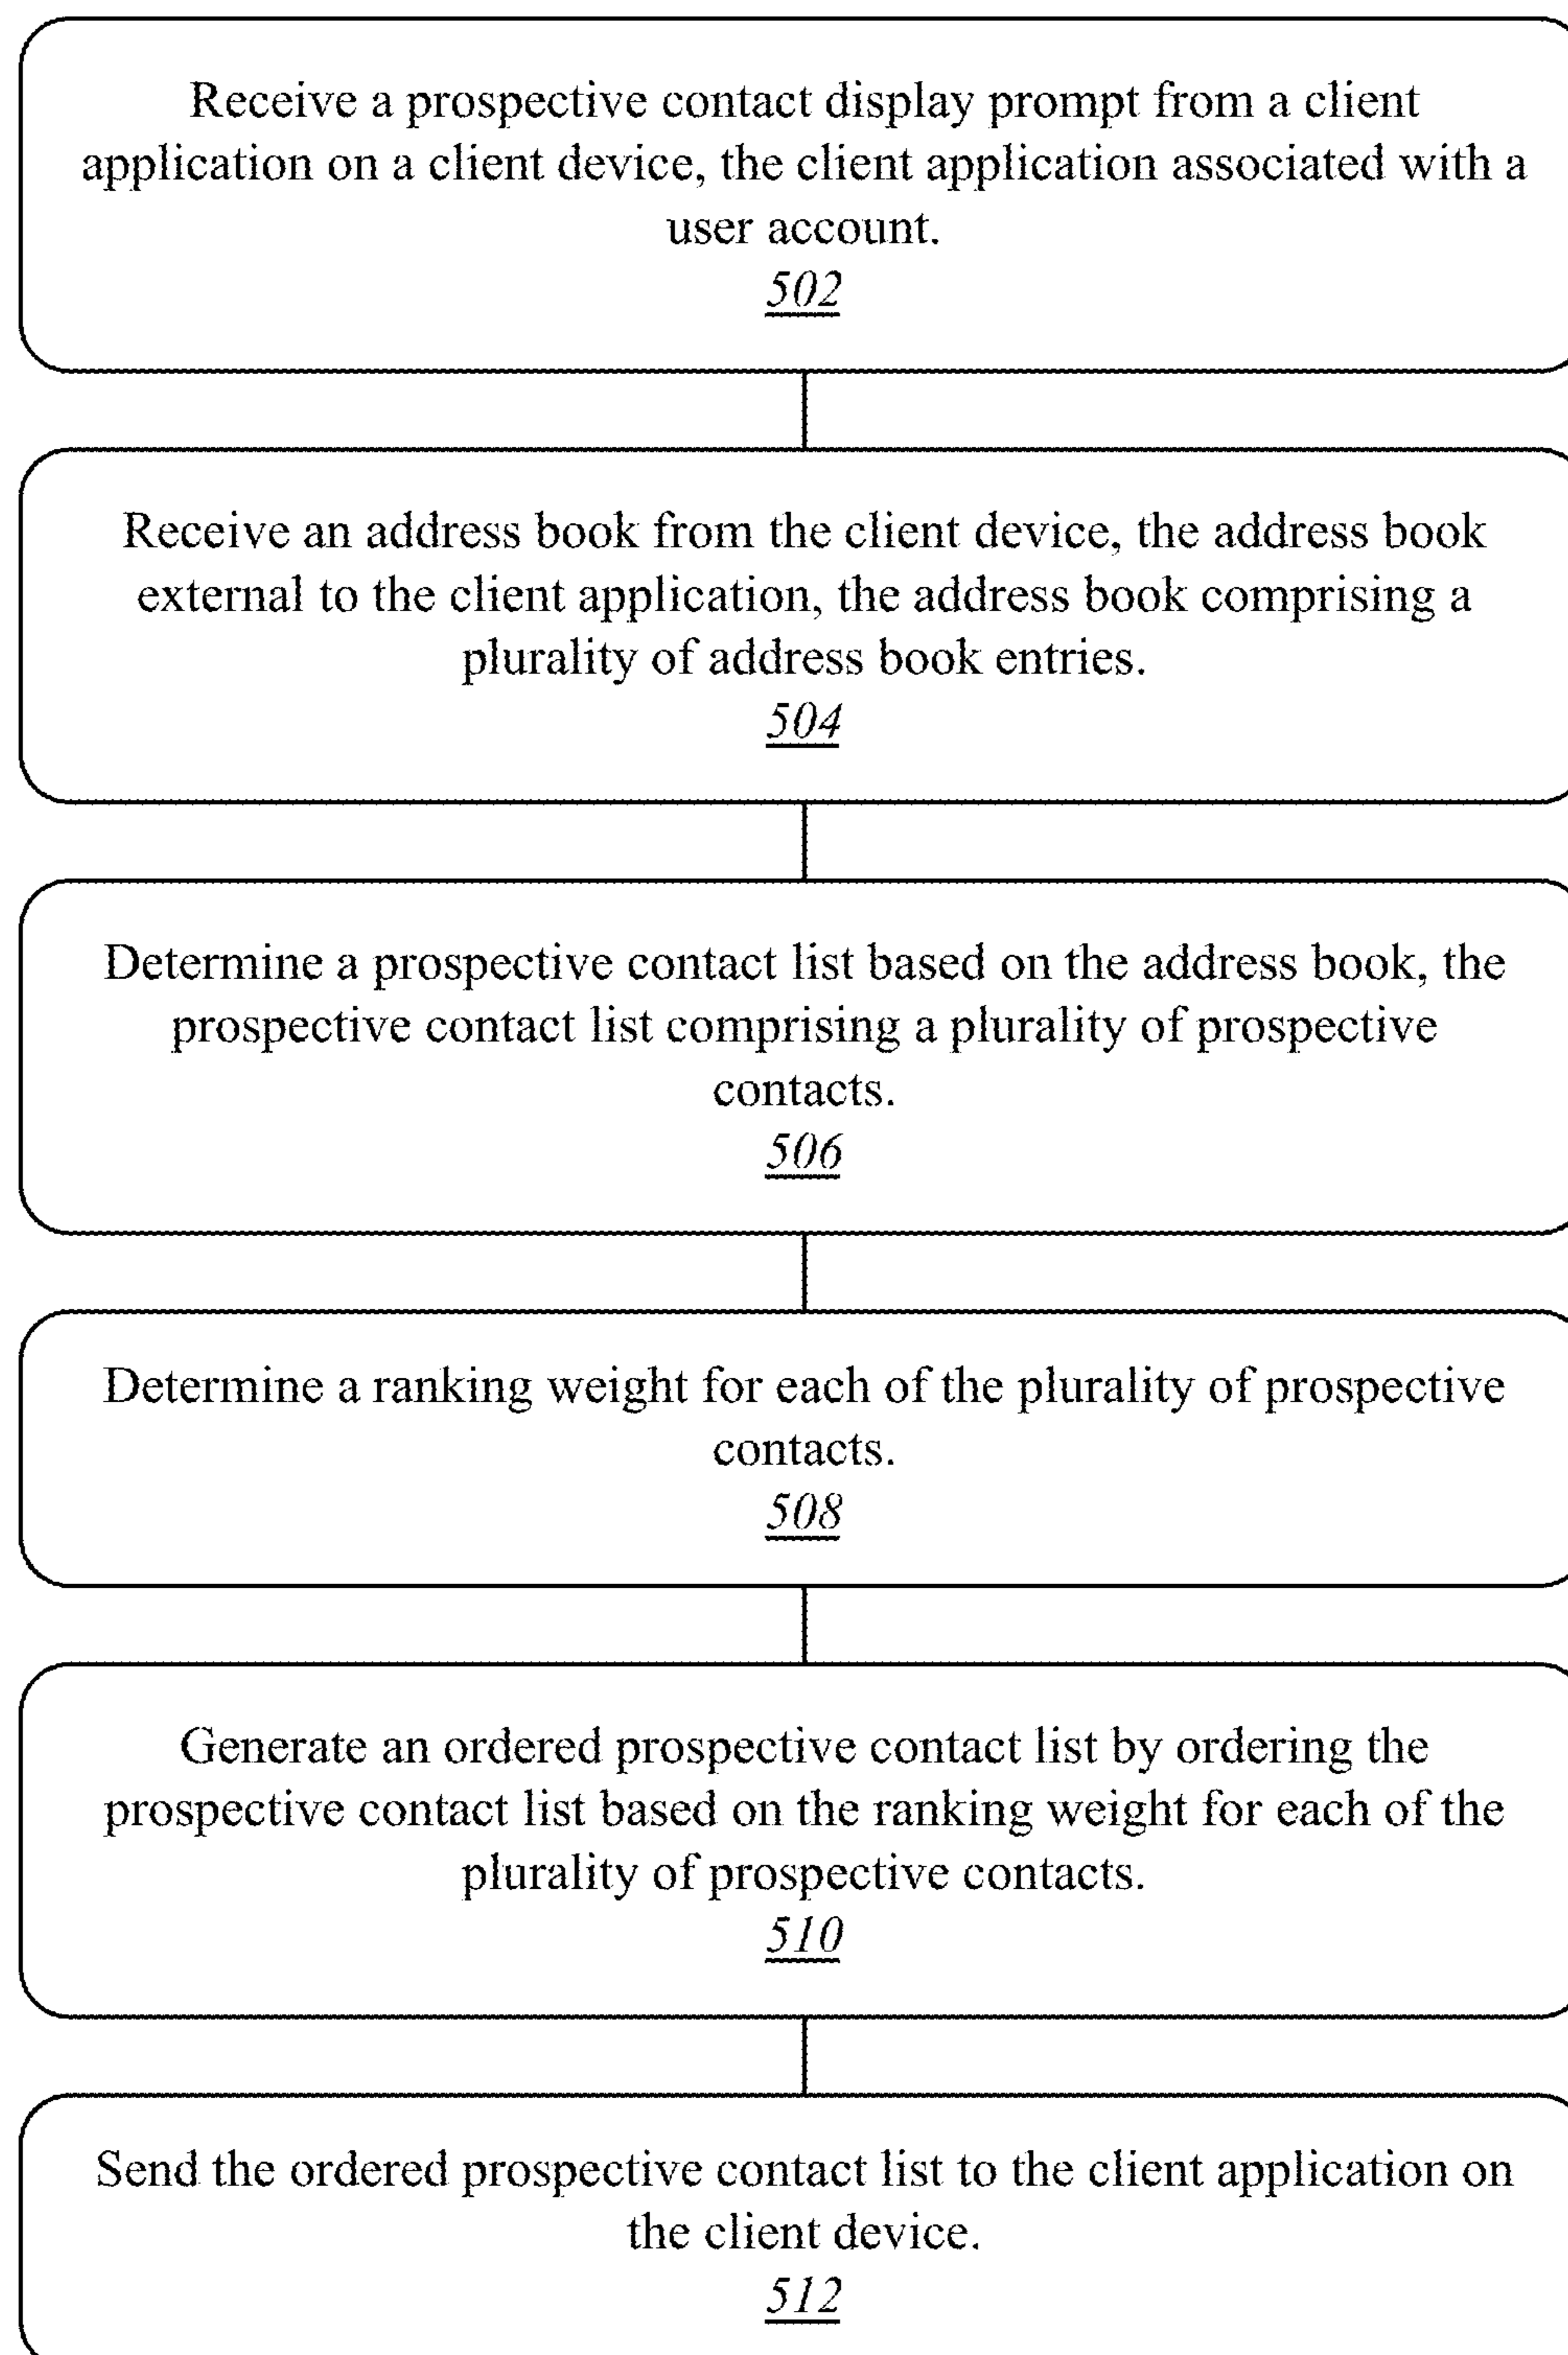 Receive a prospective contact display prompt from a client
application on a client device, the client application associated with a
user account.
502
Receive an address book from the client device, the address book
external to the client application, the address book comprising a
plurality of address book entries.
504
Determine a prospective contact list based on the address book, the
prospective contact list comprising a plurality of prospective
contacts.
506
Determine a ranking weight for each of the plurality of prospective
contacts.
508
Generate an ordered prospective contact list by ordering the
prospective contact list based on the ranking weight for each of the
plurality of prospective contacts.
510
Send the ordered prospective contact list to the client application on
the client device.
512